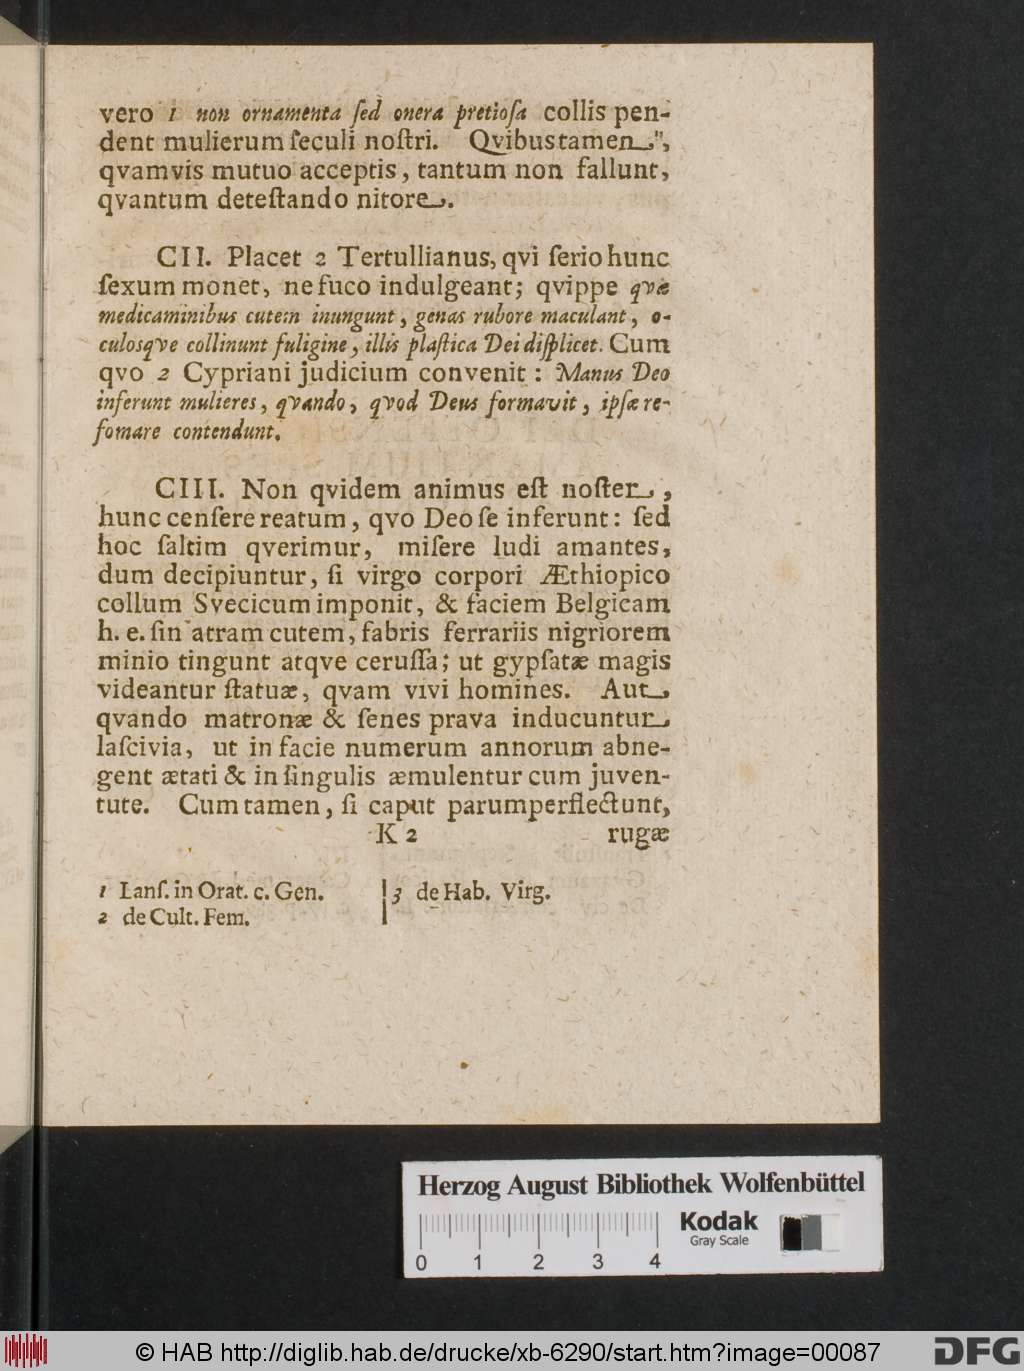 vero 1 non ornamenta ſed onera pretioſa collis pen-
dent mulierum ſeculi noſtri. Qvibus tamen",
qvamvis mutuo acceptis, tantum non fallunt,
qvantum deteſtando nitore.
CII. Placet 2 Tertullianus, qvi ſerio hunc
ſexum monet, ne fuco indulgeant; qvippe qvæ
medicaminibus cutem inungunt, genas rubore maculant, o-
culosqve collinunt fuligine, illis plaſtica Dei diſplicet. Cum
qvo 2 Cypriani judicium convenit: Manus Deo
inferunt mulieres, qvando, qvod Deus formavit, ipſæ re-
fomare contendunt.
CIII. Non qvidem animus eſt noſter,
hunc cenſere reatum, qvo Deo ſe inferunt: ſed
hoc ſaltim qverimur, miſere ludi amantes,
dum decipiuntur, ſi virgo corpori Æthiopico
collum Svecicum imponit, & faciem Belgicam
h. e. ſin atram cutem, fabris ferrariis nigriorem
minio tingunt atqve ceruſſa; ut gypſatæ magis
videantur ſtatuæ, qvam vivi homines. Aut
qvando matronæ & ſenes prava inducuntur
laſcivia, ut in facie numerum annorum abne-
gent ætati & in ſingulis æmulentur cum juven-
tute. Cum tamen, ſi caput parumperflectunt,
K 2 rugæ
1 Lanſ. in Orat. c. Gen.
2 de Cult. Fem.
3 de Hab. Virg.
Herzog August Bibliothek Wolfenbüttel
0 1 2 3 4
Kodak
Gray Scale
© HAB http://diglib.hab.de/drucke/xb-6290/start.htm?image=00087
DFG